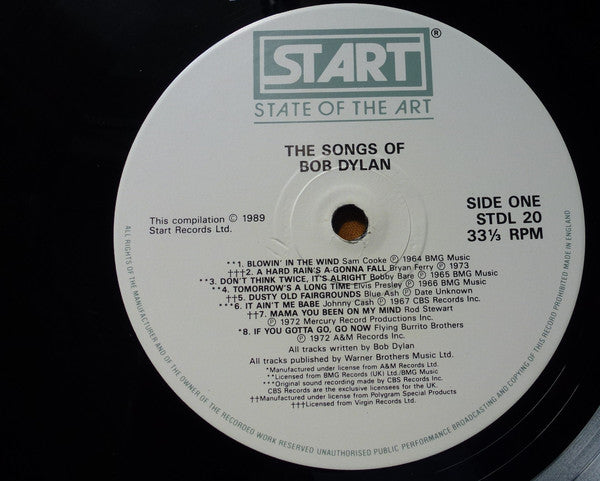 START®
STATE OF THE ART
THE SONGS OF
BOB DYLAN
This compilation © 1989
Start Records Ltd.
SIDE ONE
STDL 20
33⅓ RPM
**1. BLOWIN' IN THE WIND Sam Cooke Ⓟ 1964 BMG Music
†††2. A HARD RAIN'S A-GONNA FALL Bryan Ferry Ⓟ 1973
**3. DON'T THINK TWICE, IT'S ALRIGHT Bobby Bare Ⓟ 1965 BMG Music
**4. TOMORROW'S A LONG TIME Elvis Presley Ⓟ 1966 BMG Music
††5. DUSTY OLD FAIRGROUNDS Blue Ash Ⓟ Date Unknown
***6. IT AIN'T ME BABE Johnny Cash Ⓟ 1967 CBS Records Inc.
††7. MAMA YOU BEEN ON MY MIND Rod Stewart
Ⓟ 1972 Mercury Record Productions Inc.
*8. IF YOU GOTTA GO, GO NOW Flying Burrito Brothers
Ⓟ 1972 A&M Records Inc.
All tracks written by Bob Dylan
All tracks published by Warner Brothers Music Ltd.
*Manufactured under license from A&M Records Ltd.
**Licensed from BMG Records (UK) Ltd./BMG Music
***Original sound recording made by CBS Records Inc.
CBS Records are the exclusive licensees for the UK.
††Manufactured under license from Polygram Special Products
†††Licensed from Virgin Records Ltd.
ALL RIGHTS OF THE MANUFACTURER AND OF THE OWNER OF THE RECORDED WORK RESERVED UNAUTHORISED PUBLIC PERFORMANCE BROADCASTING AND COPYING OF THIS RECORD PROHIBITED MADE IN ENGLAND